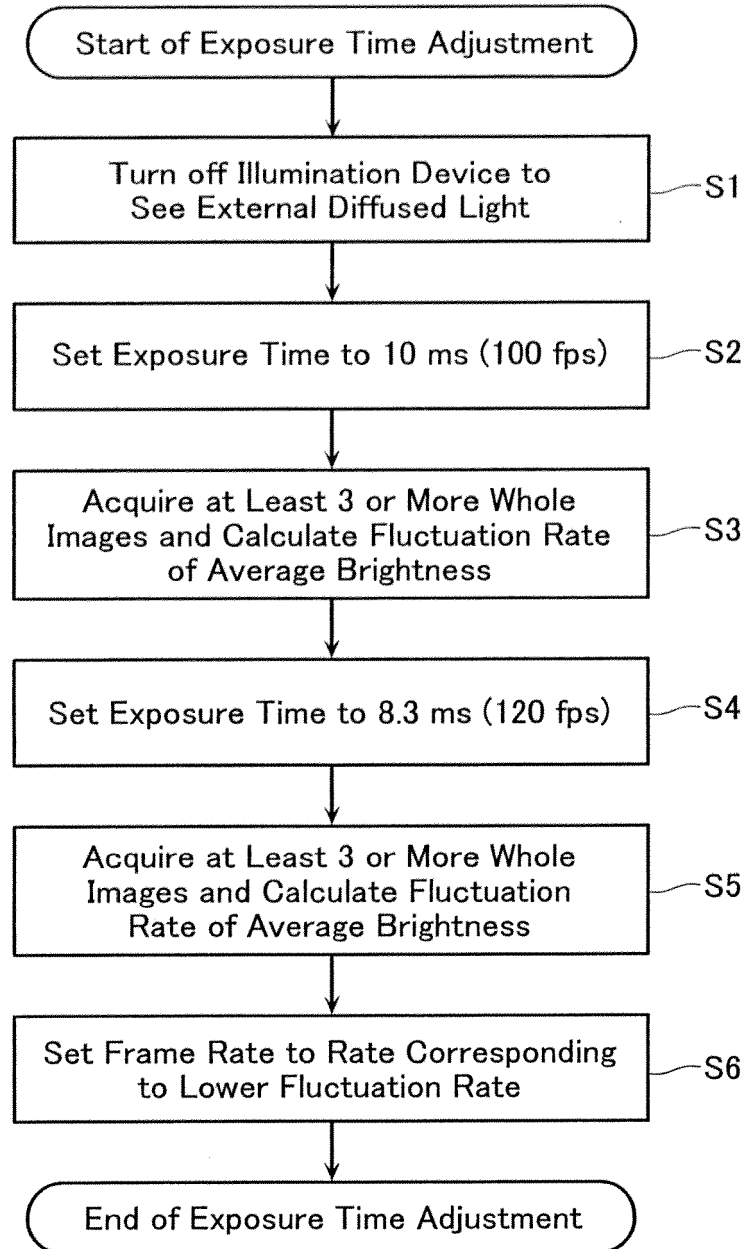 Start of Exposure Time Adjustment
Turn off Illumination Device to
See External Diffused Light
S1
Set Exposure Time to 10 ms (100 fps)
S2
Acquire at Least 3 or More Whole
Images and Calculate Fluctuation Rate
of Average Brightness
S3
Set Exposure Time to 8.3 ms (120 fps)
S4
Acquire at Least 3 or More Whole
Images and Calculate Fluctuation
Rate of Average Brightness
S5
Set Frame Rate to Rate Corresponding
to Lower Fluctuation Rate
S6
End of Exposure Time Adjustment